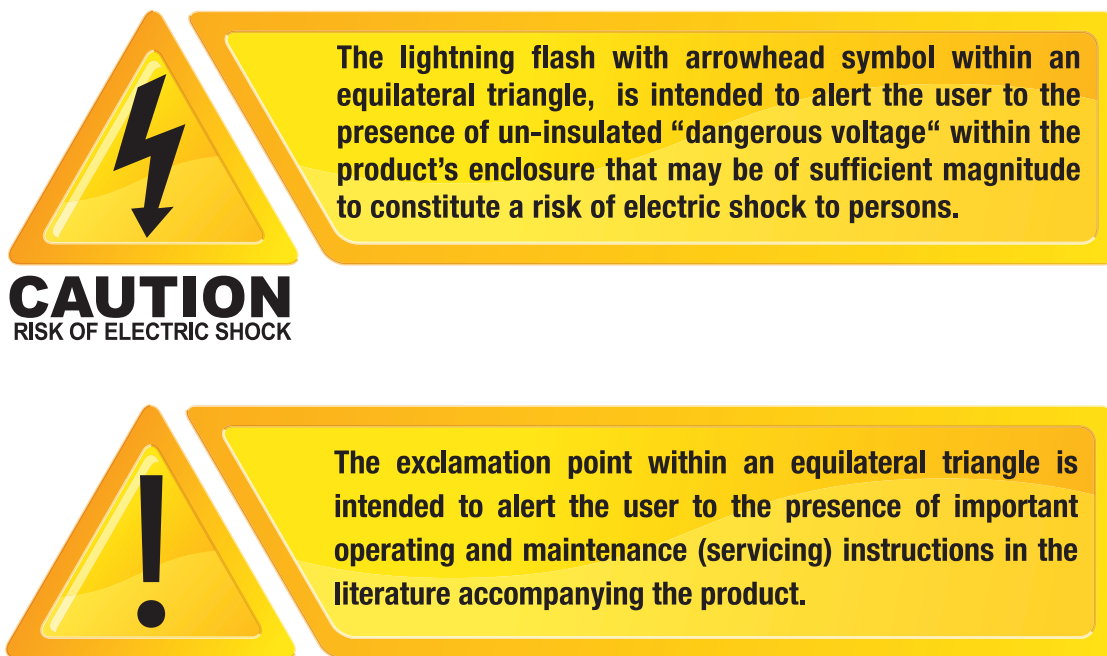 The lightning flash with arrowhead symbol within an
equilateral triangle, is intended to alert the user to the
presence of un-insulated “dangerous voltage“ within the
product’s enclosure that may be of sufficient magnitude
to constitute a risk of electric shock to persons.
CAUTION
RISK OF ELECTRIC SHOCK
!
The exclamation point within an equilateral triangle is
intended to alert the user to the presence of important
operating and maintenance (servicing) instructions in the
literature accompanying the product.